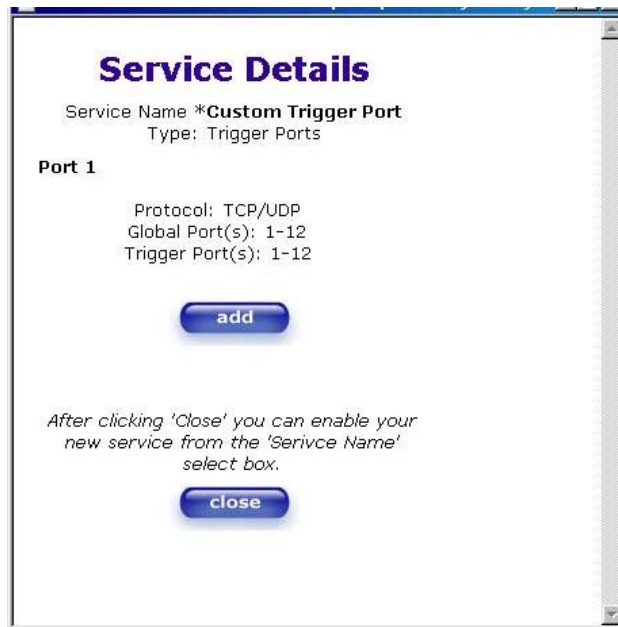 Service Details
Service Name *Custom Trigger Port
Type: Trigger Ports
Port 1
Protocol: TCP/UDP
Global Port(s): 1-12
Trigger Port(s): 1-12
add
After clicking 'Close' you can enable your
new service from the 'Serivce Name'
select box.
close